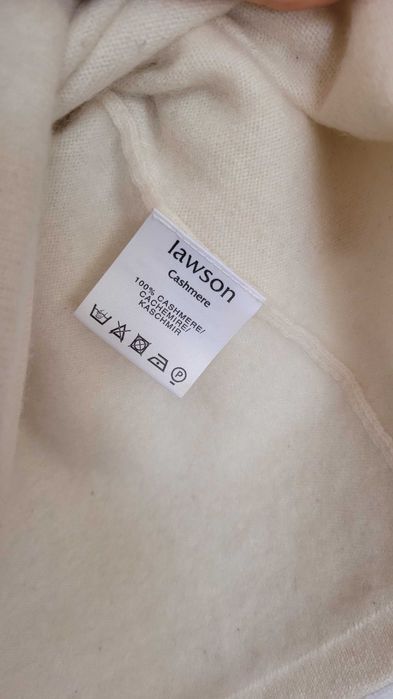 lawson
Cashmere
100% CASHMERE/
CACHEMIRE/
KASCHMIR
P